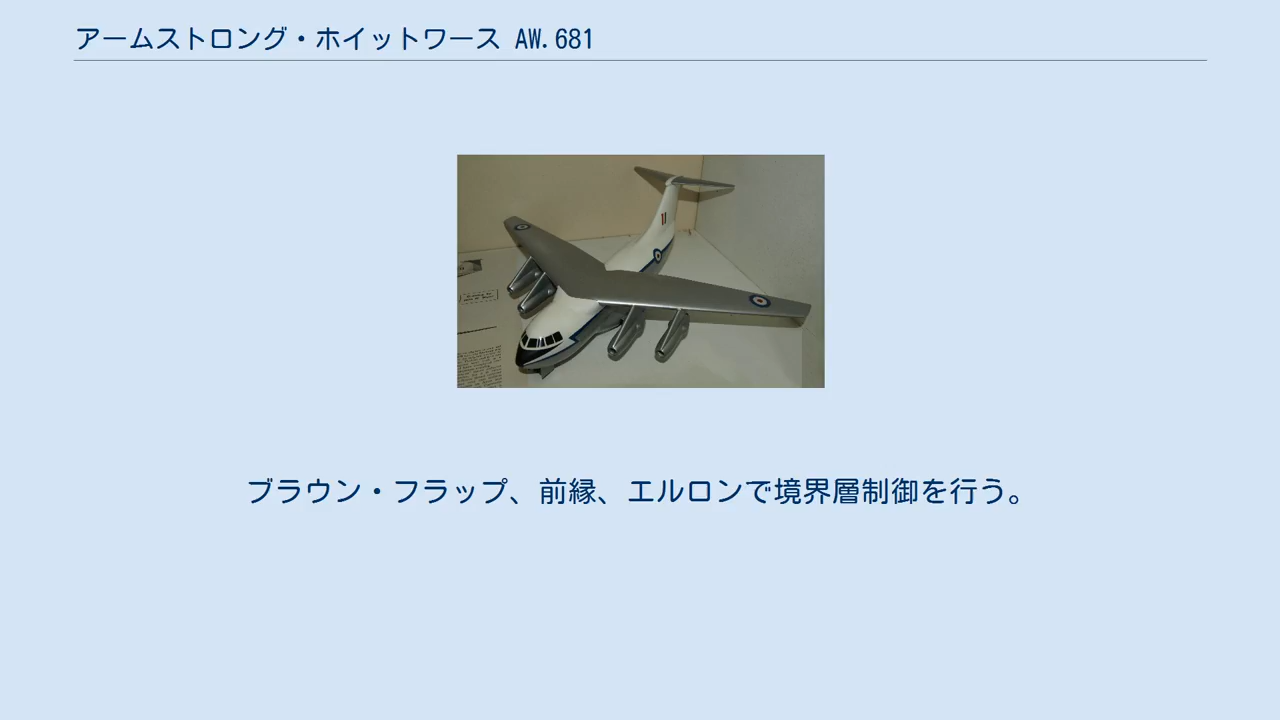 アームストロング・ホイットワース AW.681
ブラウン・フラップ、前縁、エルロンで境界層制御を行う。